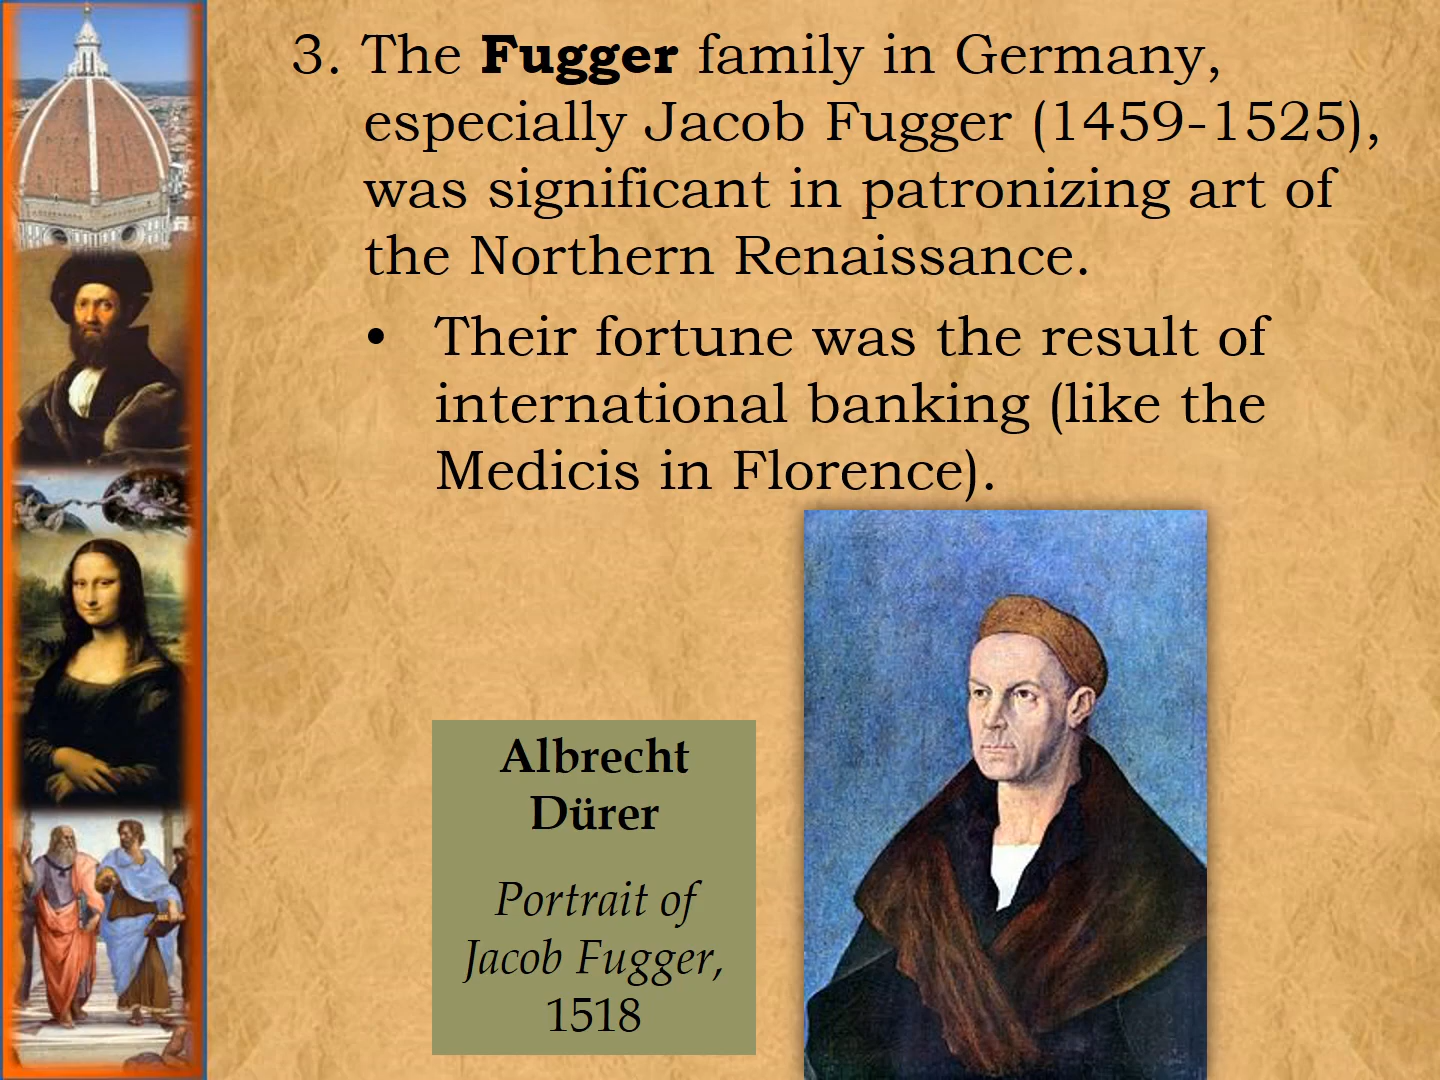 3. The Fugger family in Germany,
especially Jacob Fugger (1459-1525),
was significant in patronizing art of
the Northern Renaissance.
• Their fortune was the result of
international banking (like the
Medicis in Florence).
Albrecht
Dürer
Portrait of
Jacob Fugger,
1518